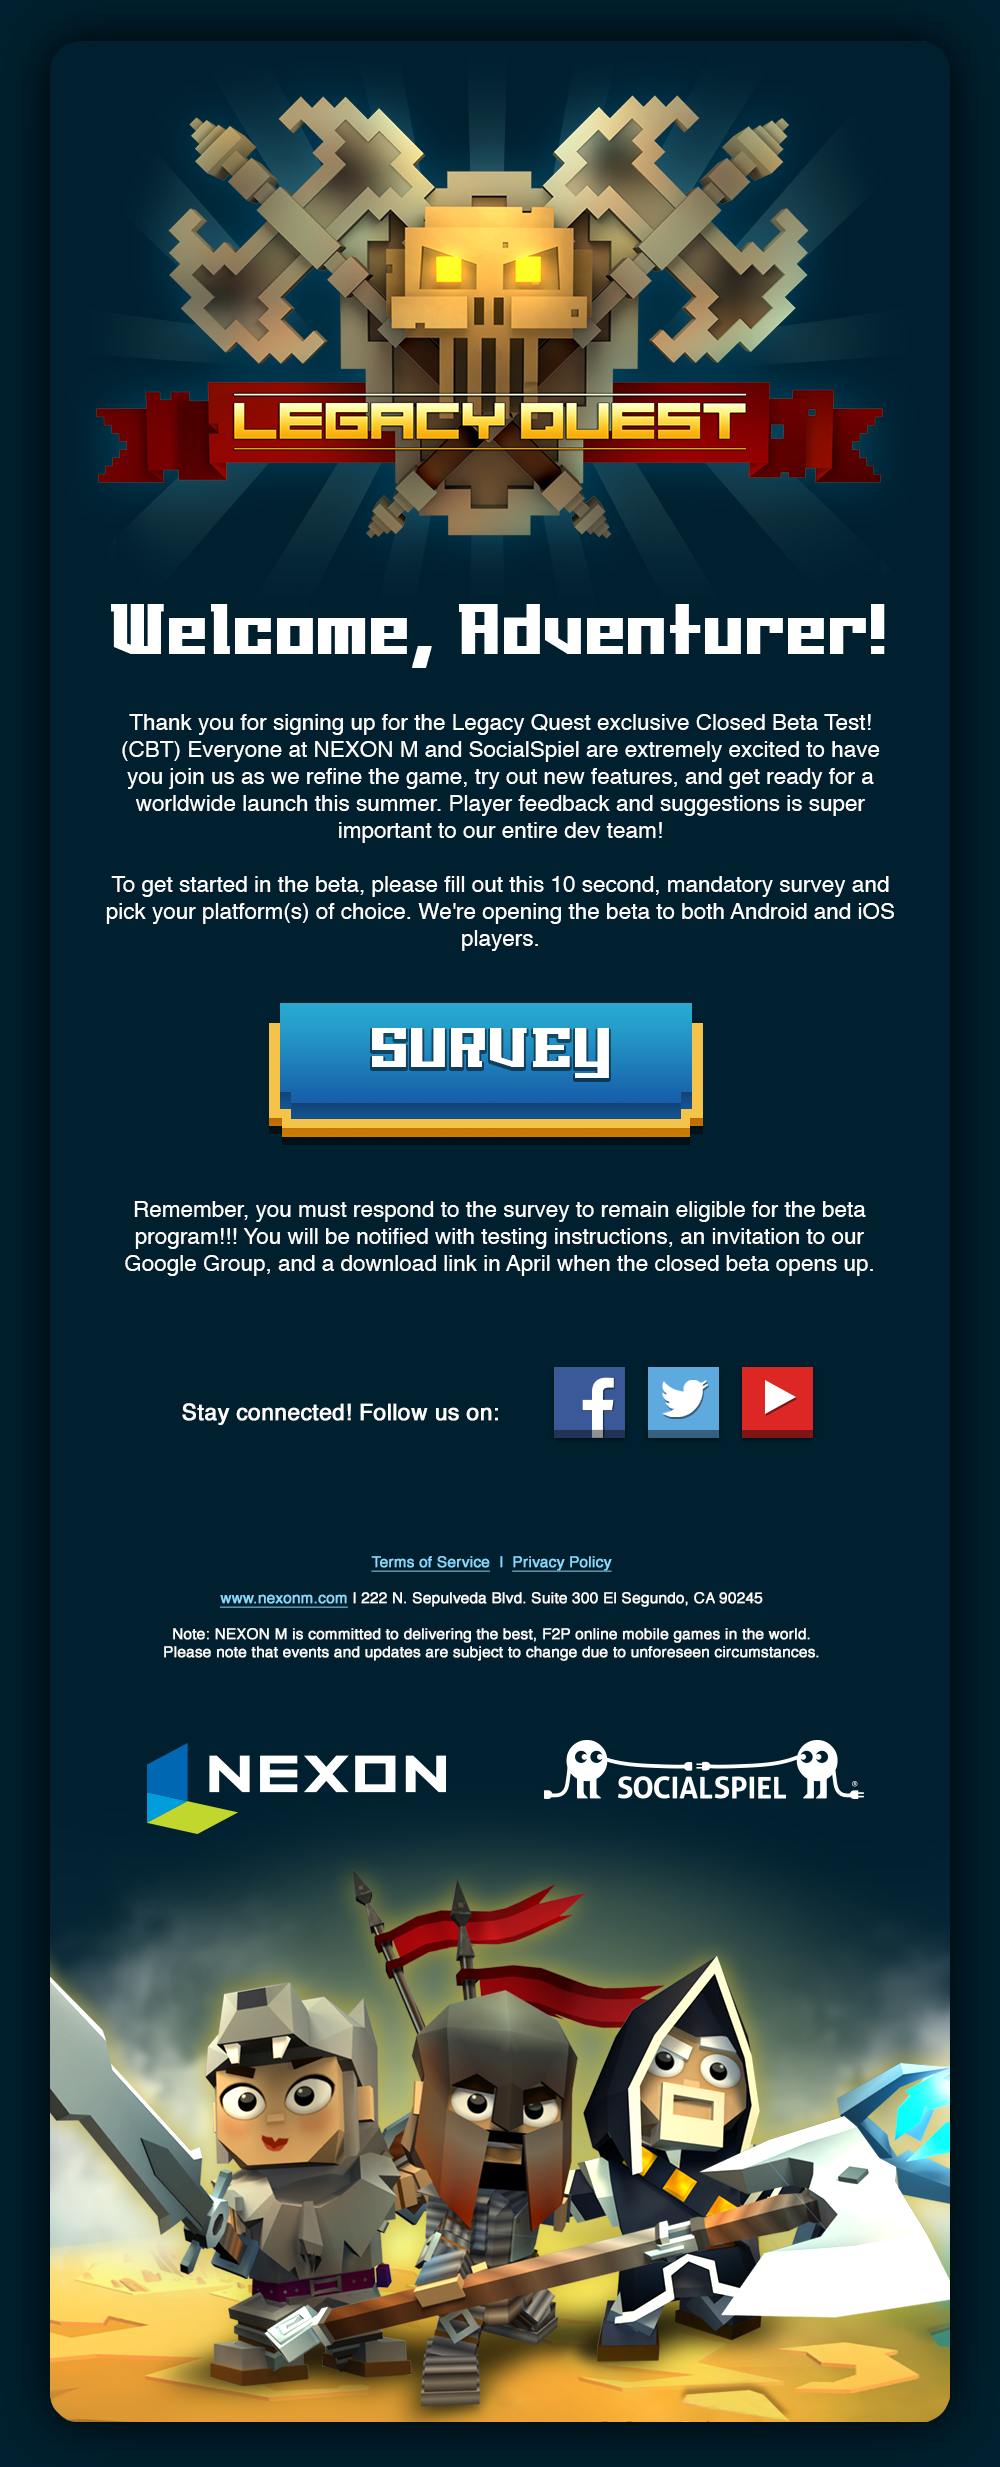 LEGACY QUEST
Welcome, Adventurer!
Thank you for signing up for the Legacy Quest exclusive Closed Beta Test!
(CBT) Everyone at NEXON M and SocialSpiel are extremely excited to have
you join us as we refine the game, try out new features, and get ready for a
worldwide launch this summer. Player feedback and suggestions is super
important to our entire dev team!
To get started in the beta, please fill out this 10 second, mandatory survey and
pick your platform(s) of choice. We're opening the beta to both Android and iOS
players.
SURVEY
Remember, you must respond to the survey to remain eligible for the beta
program!!! You will be notified with testing instructions, an invitation to our
Google Group, and a download link in April when the closed beta opens up.
Stay connected! Follow us on:
Terms of Service | Privacy Policy
www.nexonm.com | 222 N. Sepulveda Blvd. Suite 300 El Segundo, CA 90245
Note: NEXON M is committed to delivering the best, F2P online mobile games in the world.
Please note that events and updates are subject to change due to unforeseen circumstances.
NEXON
SOCIALSPIEL ®